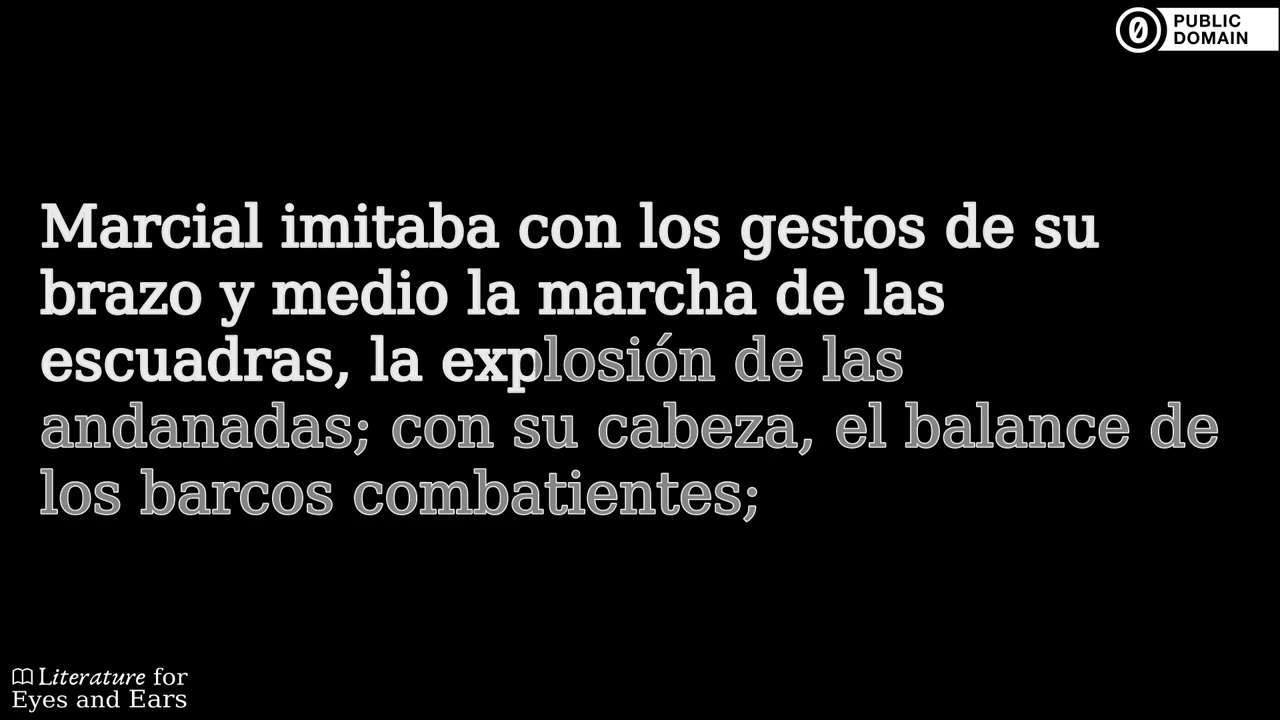 PUBLIC
DOMAIN
Marcial imitaba con los gestos de su
brazo y medio la marcha de las
escuadras, la explosión de las
andanadas; con su cabeza, el balance de
los barcos combatientes;
Literature for
Eyes and Ears